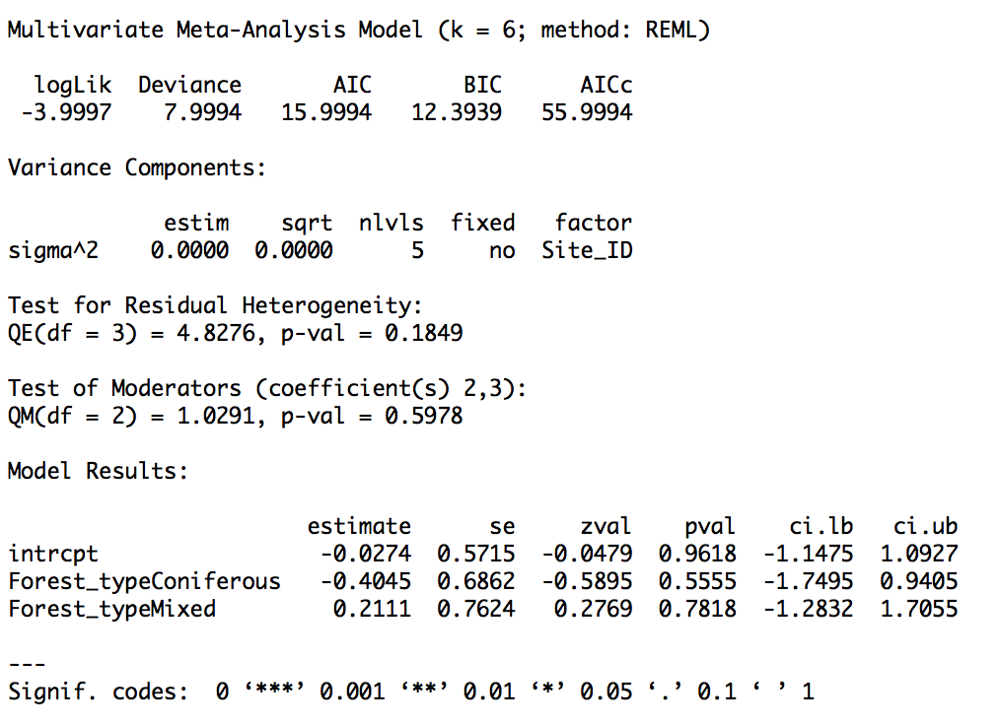 Multivariate Meta-Analysis Model (k = 6; method: REML)
logLik Deviance AIC BIC AICc
-3.9997 7.9994 15.9994 12.3939 55.9994
Variance Components:
estim sqrt nlvls fixed factor
sigma^2 0.0000 0.0000 5 no Site_ID
Test for Residual Heterogeneity:
QE(df = 3) = 4.8276, p-val = 0.1849
Test of Moderators (coefficient(s) 2,3):
QM(df = 2) = 1.0291, p-val = 0.5978
Model Results:
estimate se zval pval ci.lb ci.ub
intrcpt -0.0274 0.5715 -0.0479 0.9618 -1.1475 1.0927
Forest_typeConiferous -0.4045 0.6862 -0.5895 0.5555 -1.7495 0.9405
Forest_typeMixed 0.2111 0.7624 0.2769 0.7818 -1.2832 1.7055
---
Signif. codes: 0 ‘***’ 0.001 ‘**’ 0.01 ‘*’ 0.05 ‘.’ 0.1 ‘ ’ 1